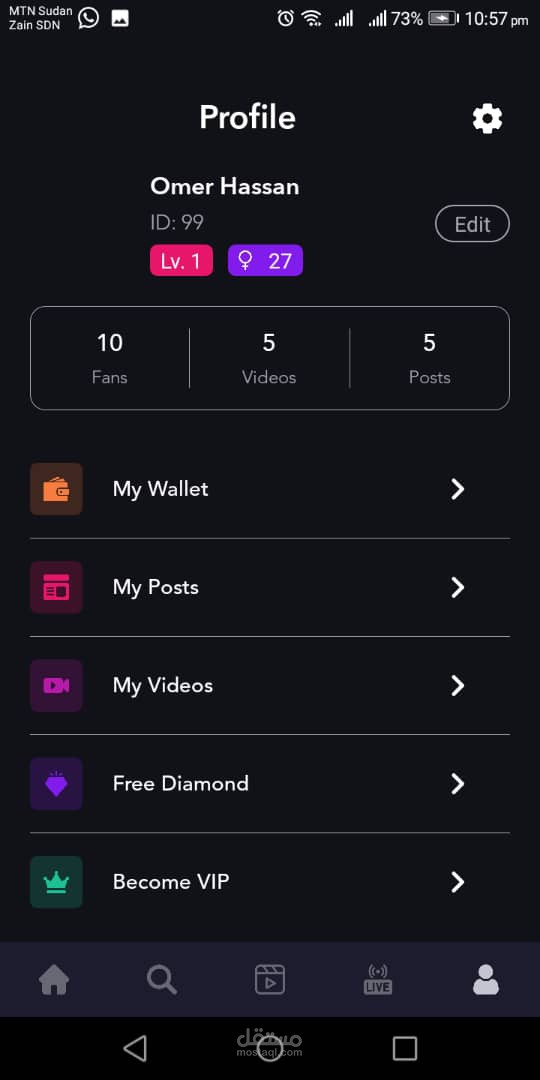 MTN Sudan
Zain SDN
73% 10:57 pm
Profile
Omer Hassan
ID: 99
Edit
Lv. 1 27
10 5 5
Fans Videos Posts
My Wallet
My Posts
My Videos
Free Diamond
Become VIP
LIVE
مستقل
mostaql.com